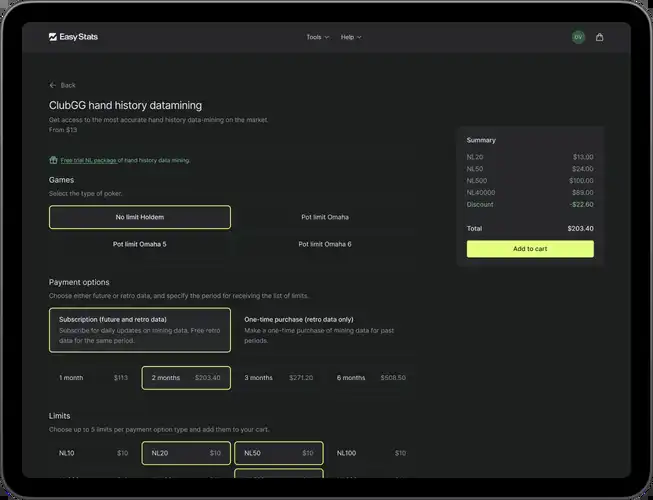 Easy Stats
Tools
Help
OV
Back
ClubGG hand history datamining
Get access to the most accurate hand history data-mining on the market.
From $13
Free trial NL package of hand history data mining.
Games
Select the type of poker.
No limit Holdem
Pot limit Omaha
Pot limit Omaha 5
Pot limit Omaha 6
Payment options
Choose either future or retro data, and specify the period for receiving the list of limits.
Subscription (future and retro data)
Subscribe for daily updates on mining data. Free retro
data for the same period.
One-time purchase (retro data only)
Make a one-time purchase of mining data for past
periods.
1 month $113
2 months $203.40
3 months $271.20
6 months $508.50
Limits
Choose up to 5 limits per payment option type and add them to your cart.
NL10 $10
NL20 $10
NL50 $10
NL100 $10
Summary
NL20 $13.00
NL50 $24.00
NL500 $100.00
NL40000 $89.00
Discount -$22.60
Total $203.40
Add to cart